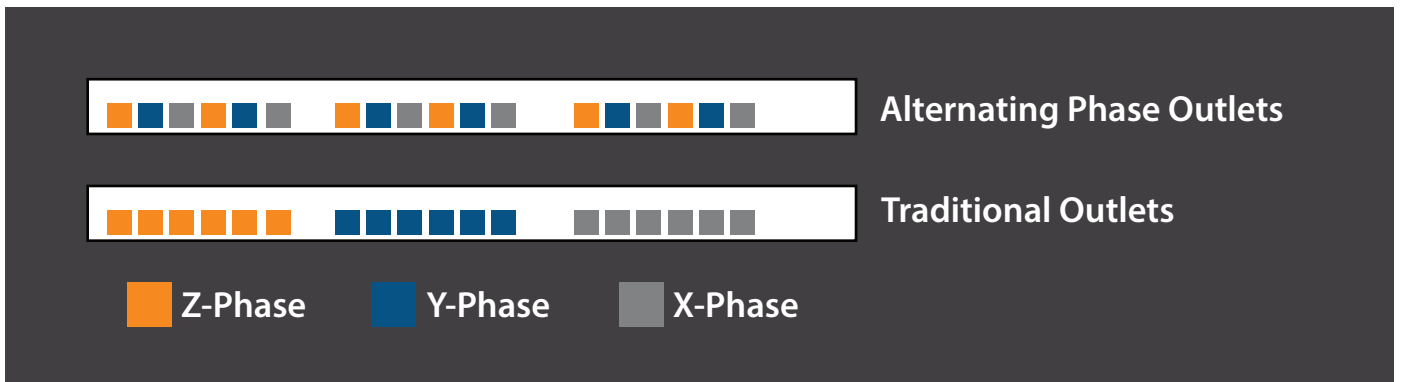 Alternating Phase Outlets
Traditional Outlets
Z-Phase
Y-Phase
X-Phase